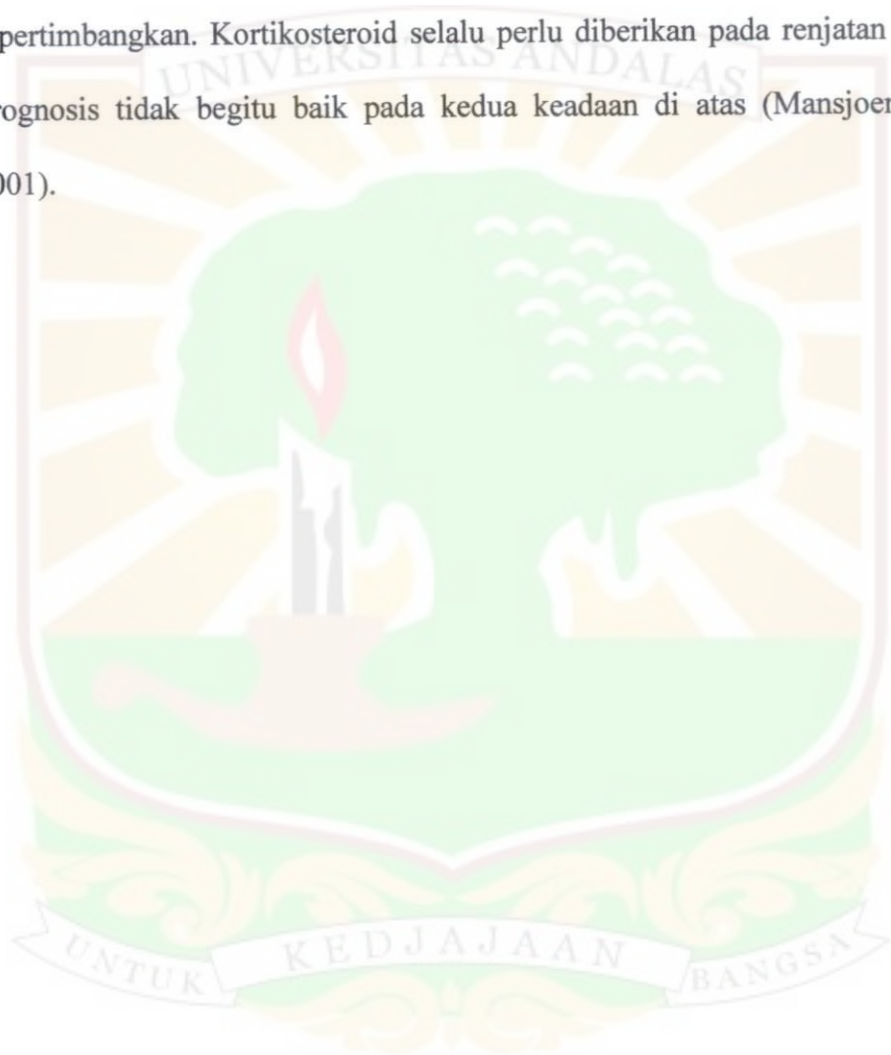 pertimbangkan. Kortikosteroid selalu perlu diberikan pada renjatan
UNIVERSITAS ANDALAS
rognosis tidak begitu baik pada kedua keadaan di atas (Mansjoer
001).
UNTUK KEDJAJAAN BANGSA